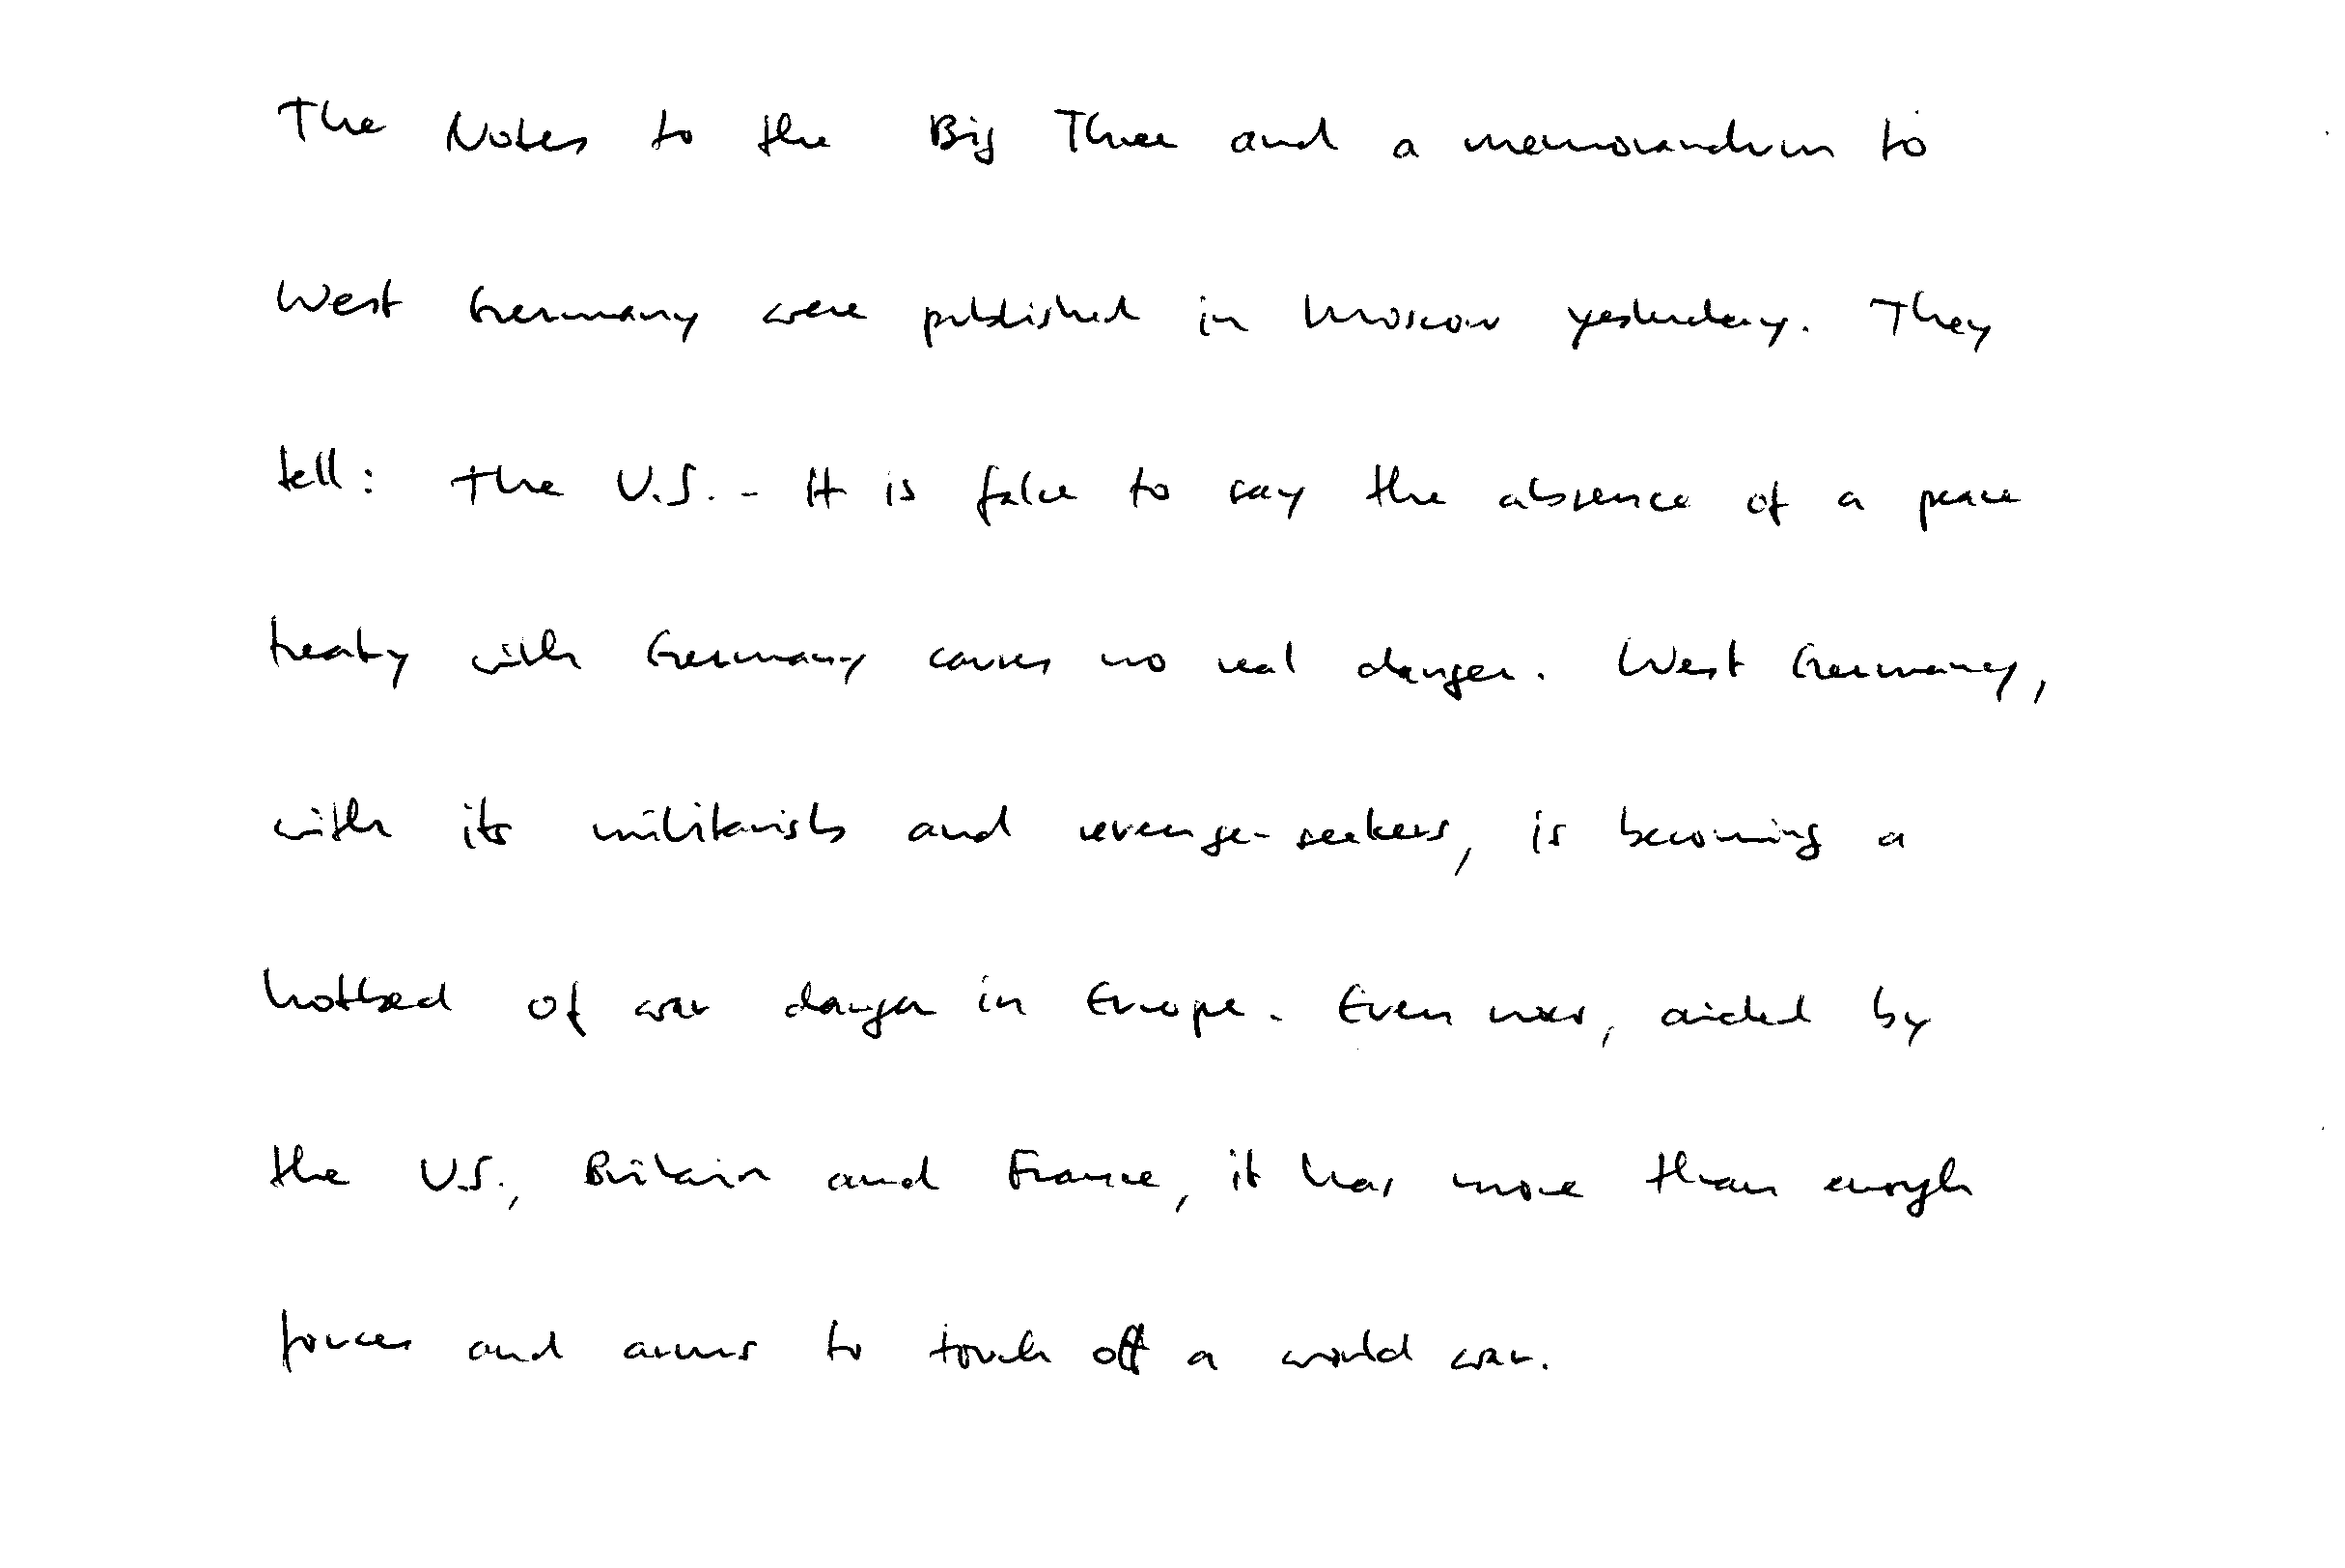 The Notes to the Big Three and a memorandum to
West Germany were published in Moscow yesterday. They
tell: The U.S. - It is false to say the absence of a peace
treaty with Germany causes no real danger. West Germany,
with its militarists and revenge-seekers, is becoming a
hotbed of war danger in Europe. Even now, aided by
the U.S., Britain and France, it has more than enough
forces and arms to touch off a world war.